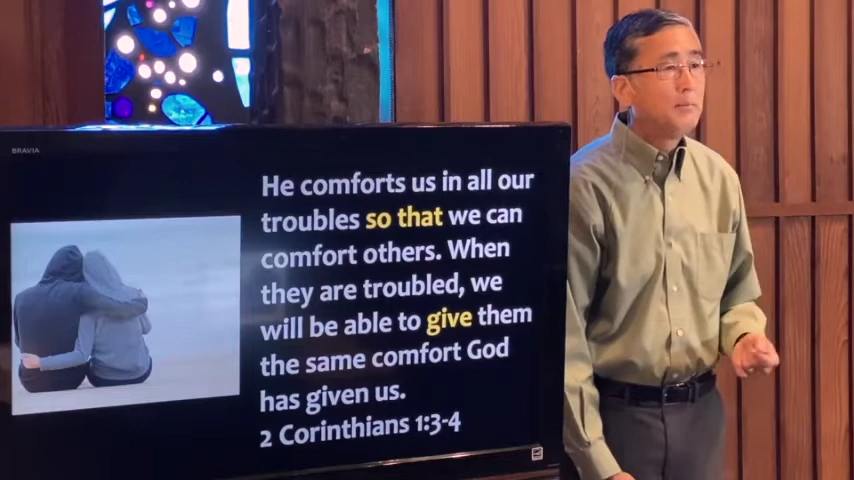 BRAVIA
He comforts us in all our
troubles so that we can
comfort others. When
they are troubled, we
will be able to give them
the same comfort God
has given us.
2 Corinthians 1:3-4